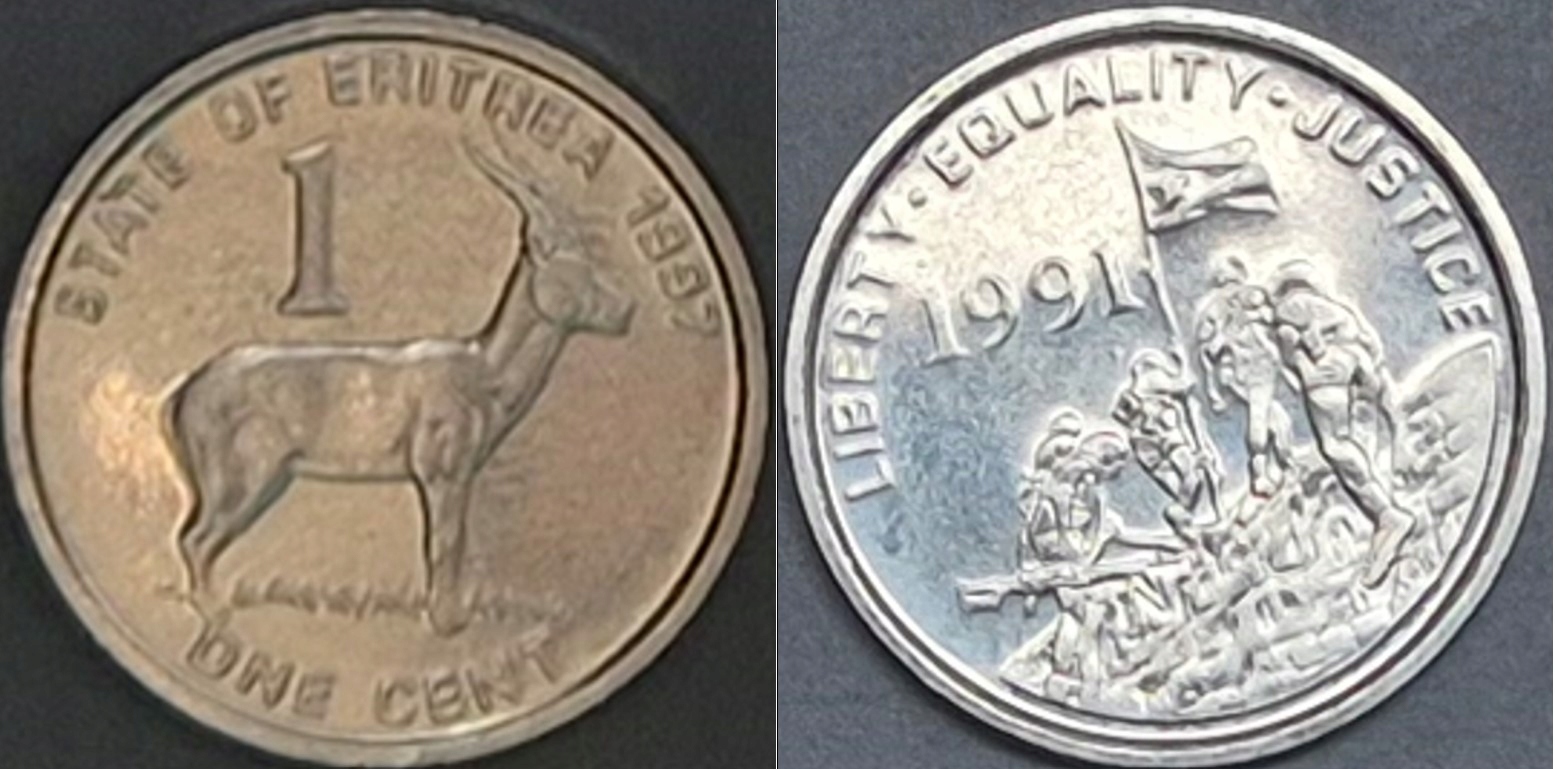 STATE OF ERITREA 1997
1
ONE CENT
LIBERTY · EQUALITY · JUSTICE
1991